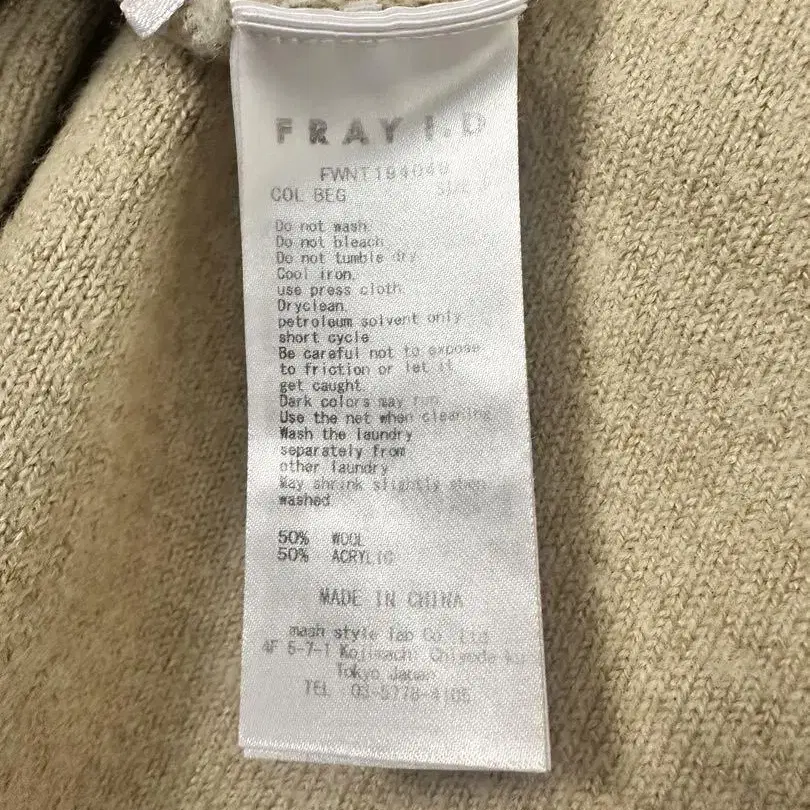 FRAY I.D
FWNT194040
COL BEG
Do not wash
Do not bleach
Do not tumble dry
Cool iron.
use press cloth.
Dryclean.
petroleum solvent only
short cycle
Be careful not to expose
to friction or let it
get caught.
Dark colors may run
Use the net when cleaning
Wash the laundry
separately from
other laundry
May shrink slightly when
washed
50% WOOL
50% ACRYLIC
MADE IN CHINA
mash style lab Co. Ltd
4F 5-7-1 Kojimachi Chiyoda-ku
Tokyo Japan
TEL 03-5778-4105